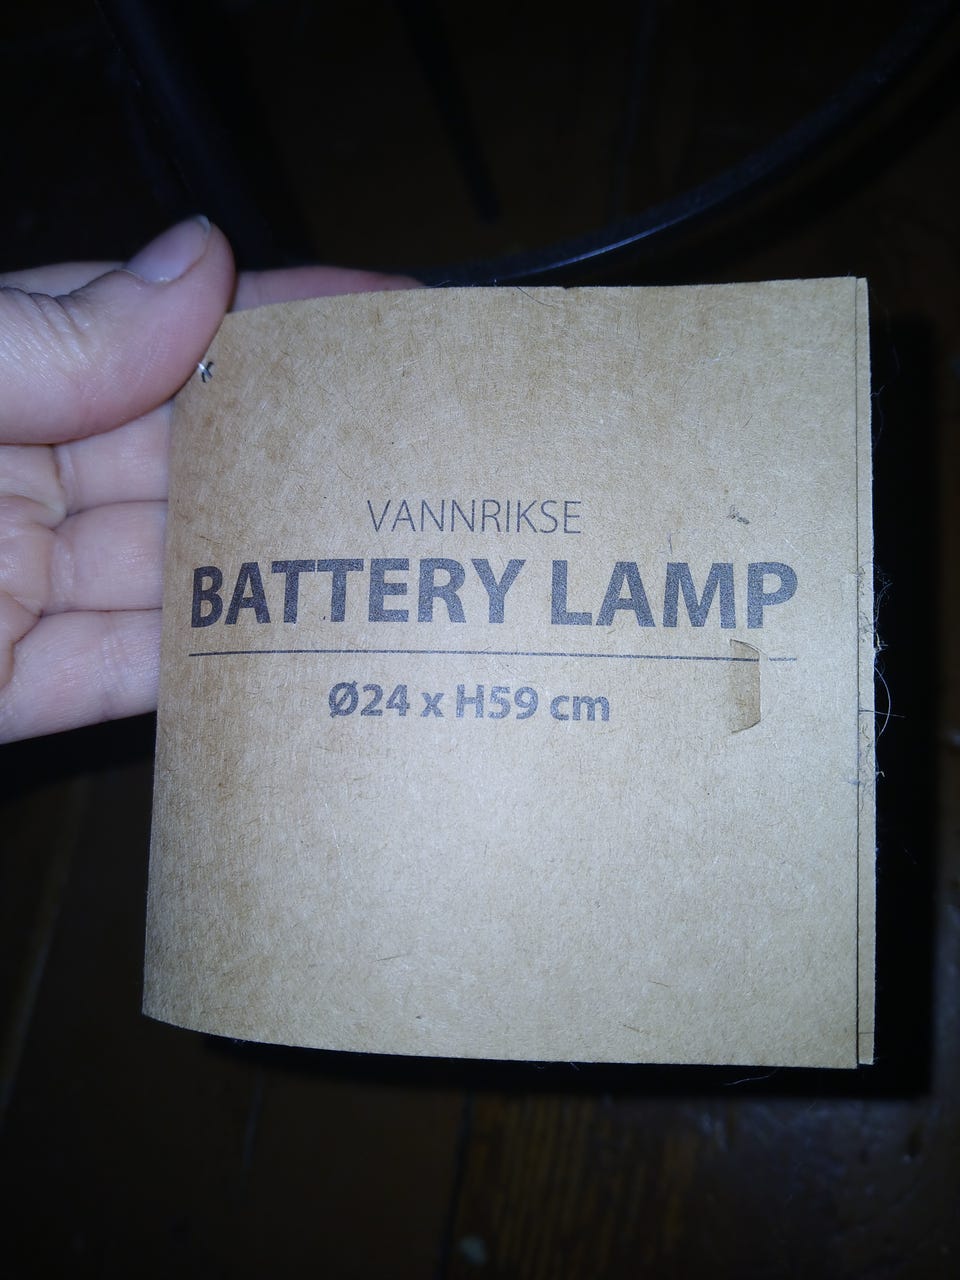 VANNRIKSE
BATTERY LAMP
Ø24 x H59 cm